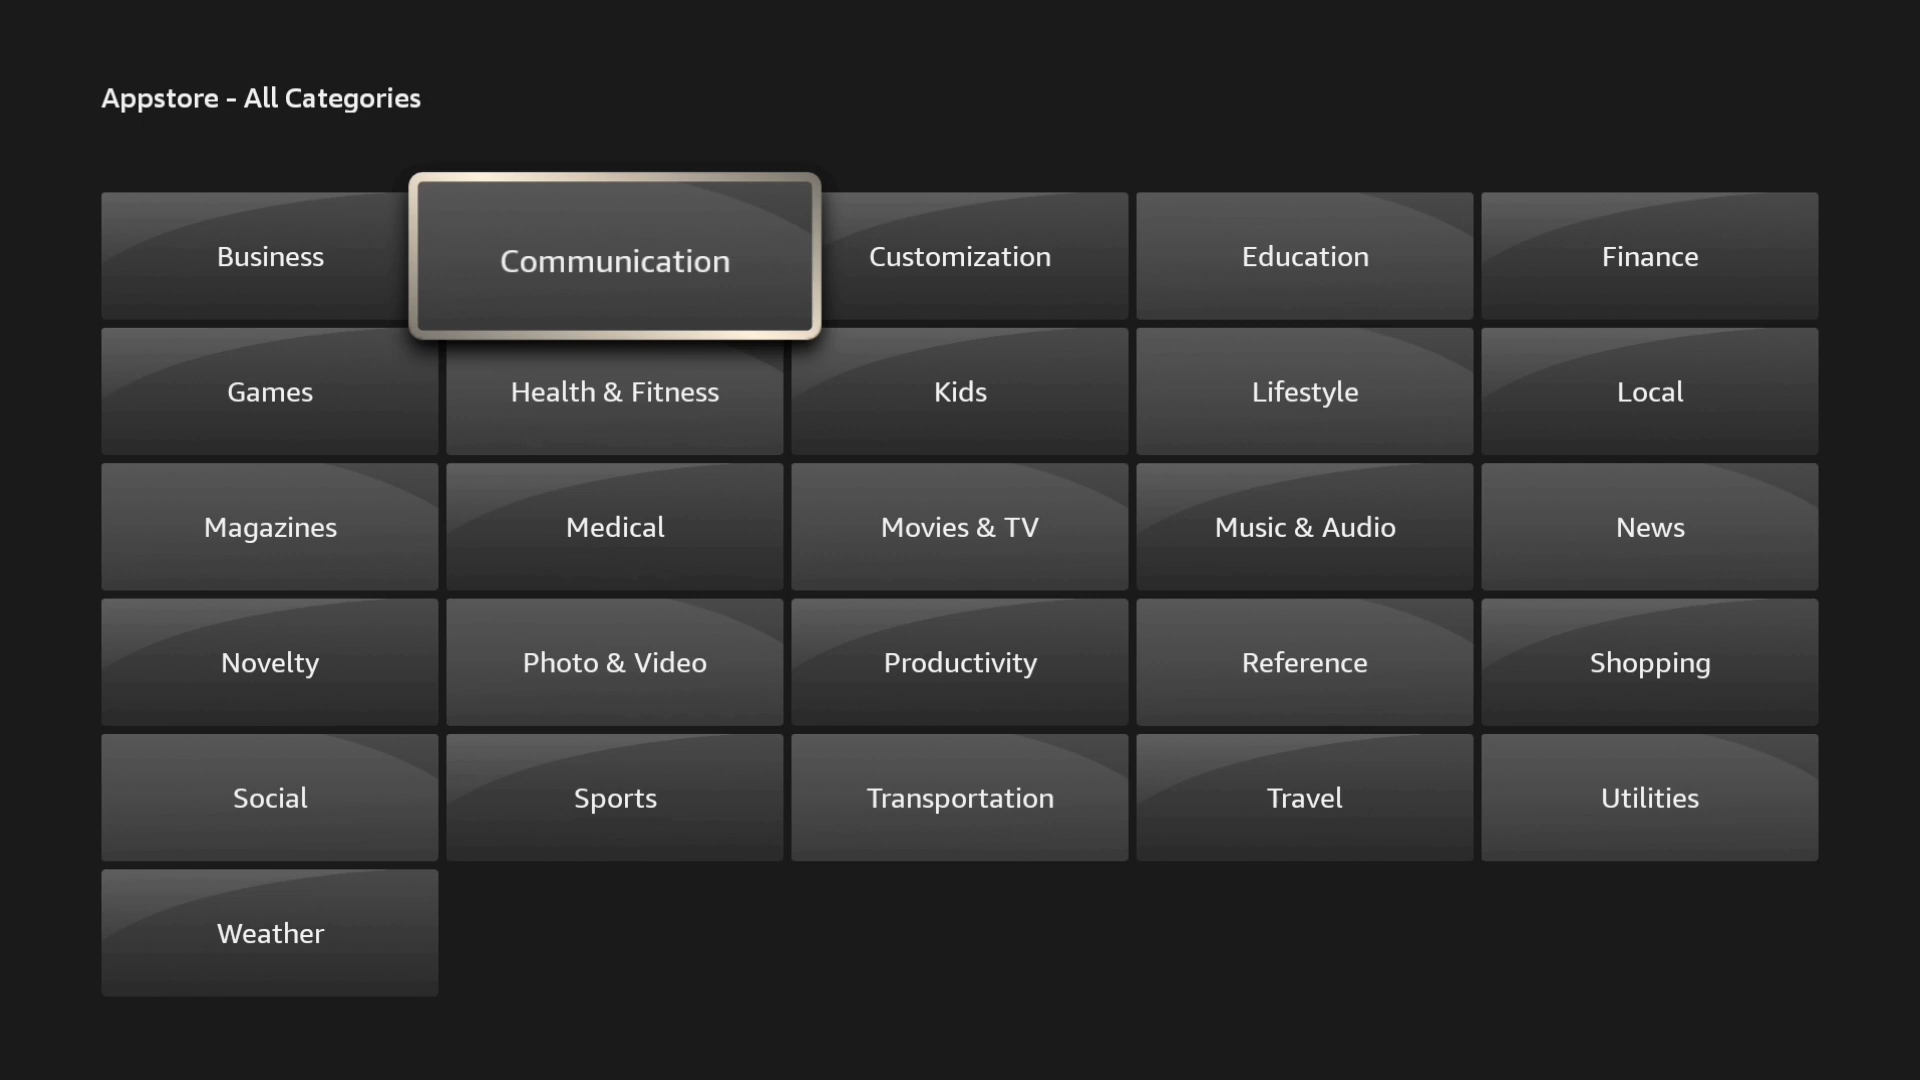 Appstore - All Categories
Business
Communication
Customization
Education
Finance
Games
Health & Fitness
Kids
Lifestyle
Local
Magazines
Medical
Movies & TV
Music & Audio
News
Novelty
Photo & Video
Productivity
Reference
Shopping
Social
Sports
Transportation
Travel
Utilities
Weather